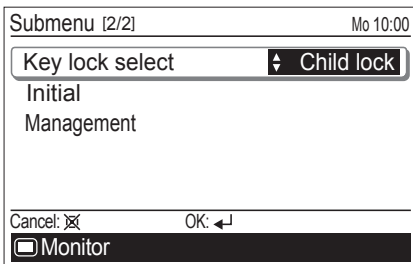 Submenu [2/2] Mo 10:00
Key lock select Child lock
Initial
Management
Cancel: OK:
Monitor